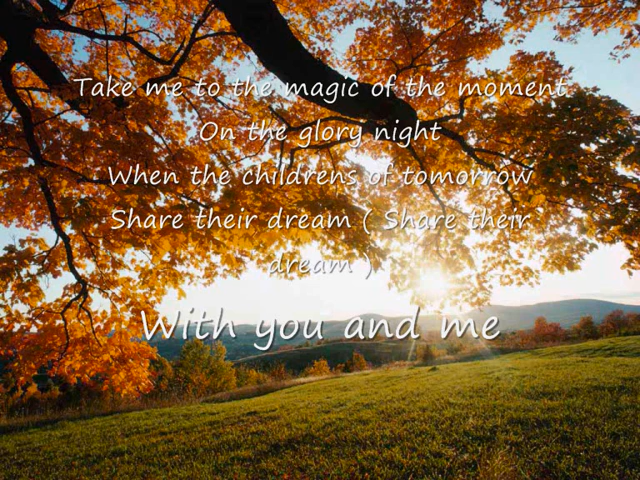 Take me to the magic of the moment
On the glory night
When the childrens of tomorrow
Share their dream ( Share their
dream )
With you and me